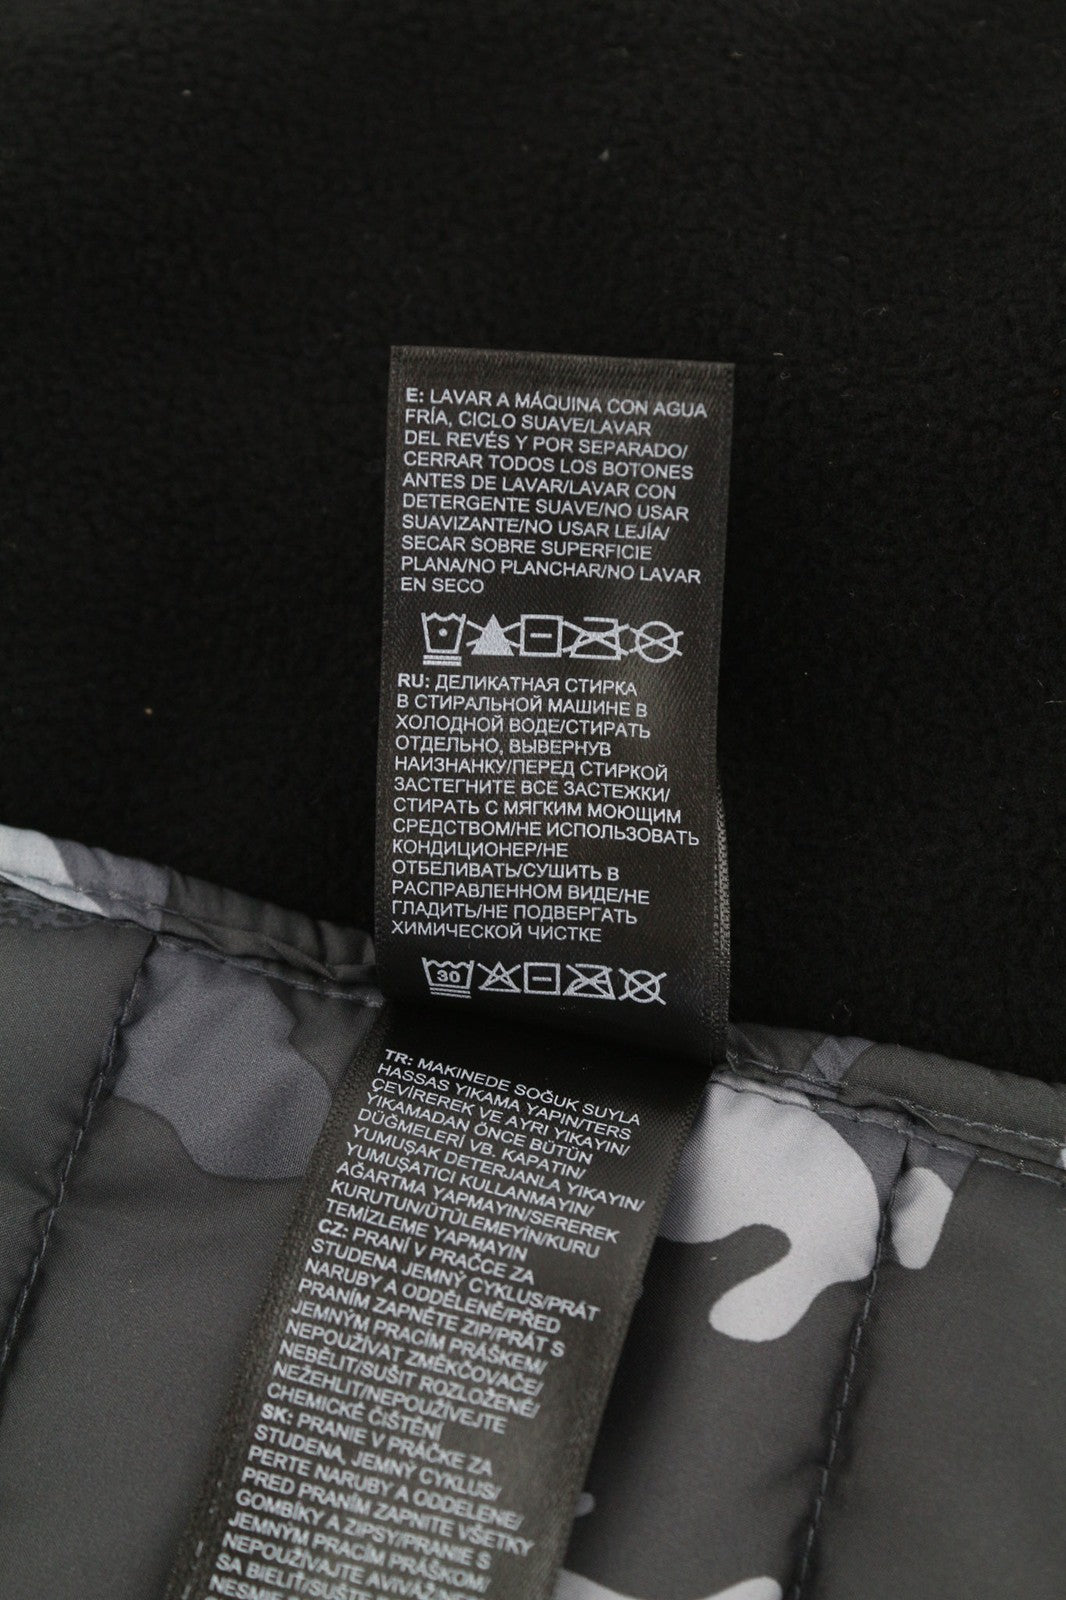 E: LAVAR A MÁQUINA CON AGUA
FRÍA, CICLO SUAVE/LAVAR
DEL REVÉS Y POR SEPARADO/
CERRAR TODOS LOS BOTONES
ANTES DE LAVAR/LAVAR CON
DETERGENTE SUAVE/NO USAR
SUAVIZANTE/NO USAR LEJÍA/
SECAR SOBRE SUPERFICIE
PLANA/NO PLANCHAR/NO LAVAR
EN SECO
RU: ДЕЛИКАТНАЯ СТИРКА
В СТИРАЛЬНОЙ МАШИНЕ В
ХОЛОДНОЙ ВОДЕ/СТИРАТЬ
ОТДЕЛЬНО, ВЫВЕРНУВ
НАИЗНАНКУ/ПЕРЕД СТИРКОЙ
ЗАСТЕГНИТЕ ВСЕ ЗАСТЕЖКИ/
СТИРАТЬ С МЯГКИМ МОЮЩИМ
СРЕДСТВОМ/НЕ ИСПОЛЬЗОВАТЬ
КОНДИЦИОНЕР/НЕ
ОТБЕЛИВАТЬ/СУШИТЬ В
РАСПРАВЛЕННОМ ВИДЕ/НЕ
ГЛАДИТЬ/НЕ ПОДВЕРГАТЬ
ХИМИЧЕСКОЙ ЧИСТКЕ
30
TR: MAKINEDE SOĞUK SUYLA
HASSAS YIKAMA YAPIN/TERS
ÇEVİREREK VE AYRI YIKAYIN/
YIKAMADAN ÖNCE BÜTÜN
DÜĞMELERİ VB. KAPATIN/
YUMUŞAK DETERJANLA YIKAYIN/
YUMUŞATICI KULLANMAYIN/
AĞARTMA YAPMAYIN/SEREREK
KURUTUN/ÜTÜLEMEYİN/KURU
TEMİZLEME YAPMAYIN
CZ: PRANÍ V PRAČCE ZA
STUDENA JEMNÝ CYKLUS/PRÁT
NARUBY A ODDĚLENĚ/PŘED
PRANÍM ZAPNĚTE ZIP/PRÁT S
JEMNÝM PRACÍM PRÁŠKEM/
NEPOUŽÍVAT ZMĚKČOVAČE/
NEBĚLIT/SUŠIT ROZLOŽENÉ/
NEŽEHLIT/NEPOUŽÍVEJTE
CHEMICKÉ ČIŠTĚNÍ
SK: PRANIE V PRÁČKE ZA
STUDENA, JEMNÝ CYKLUS/
PERTE NARUBY A ODDELENE/
PRED PRANÍM ZAPNITE VŠETKY
GOMBÍKY A ZIPSY/PRANIE S
JEMNÝM PRACÍM PRÁŠKOM/
NEPOUŽÍVAJTE AVIVÁŽ
SA BIELIŤ/SUŠTE